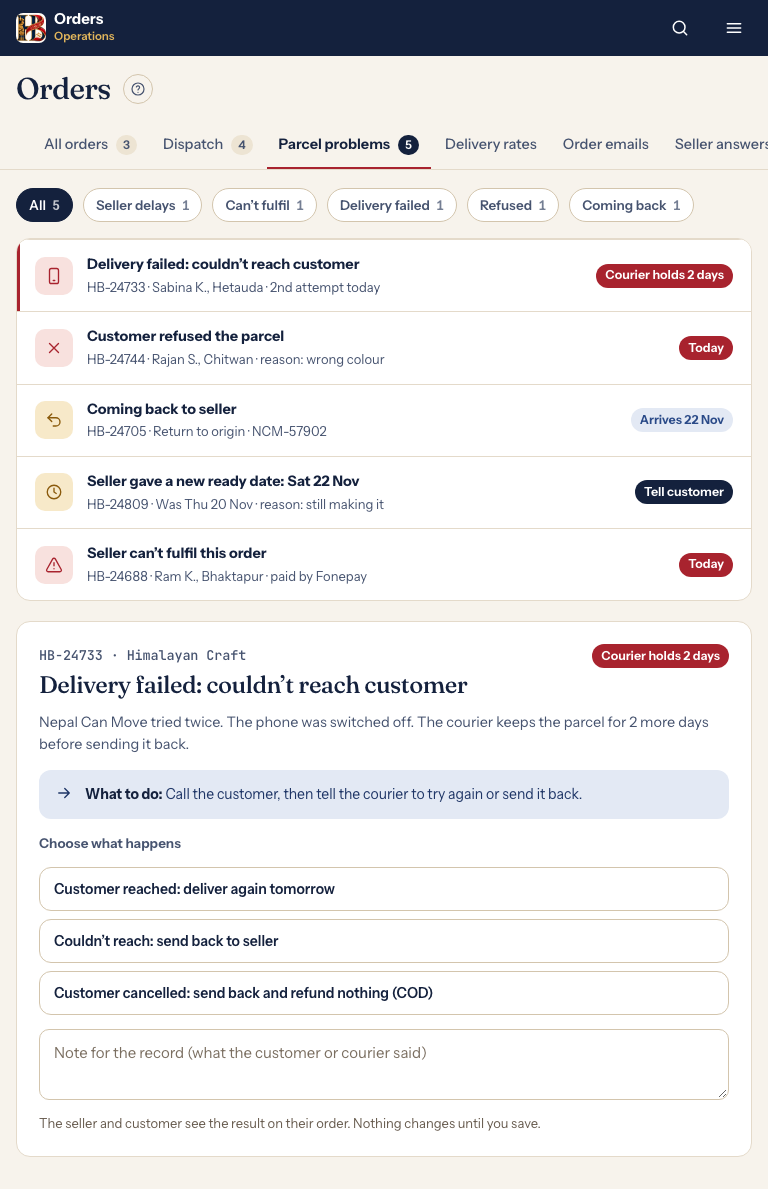 Orders
Operations
Orders
All orders 3 Dispatch 4 Parcel problems 5 Delivery rates Order emails Seller answers
All 5 Seller delays 1 Can’t fulfil 1 Delivery failed 1 Refused 1 Coming back 1
Delivery failed: couldn’t reach customer
HB-24733 · Sabina K., Hetauda · 2nd attempt today
Courier holds 2 days
Customer refused the parcel
HB-24744 · Rajan S., Chitwan · reason: wrong colour
Today
Coming back to seller
HB-24705 · Return to origin · NCM-57902
Arrives 22 Nov
Seller gave a new ready date: Sat 22 Nov
HB-24809 · Was Thu 20 Nov · reason: still making it
Tell customer
Seller can’t fulfil this order
HB-24688 · Ram K., Bhaktapur · paid by Fonepay
Today
HB-24733 · Himalayan Craft
Courier holds 2 days
Delivery failed: couldn’t reach customer
Nepal Can Move tried twice. The phone was switched off. The courier keeps the parcel for 2 more days
before sending it back.
→ What to do: Call the customer, then tell the courier to try again or send it back.
Choose what happens
Customer reached: deliver again tomorrow
Couldn’t reach: send back to seller
Customer cancelled: send back and refund nothing (COD)
Note for the record (what the customer or courier said)
The seller and customer see the result on their order. Nothing changes until you save.